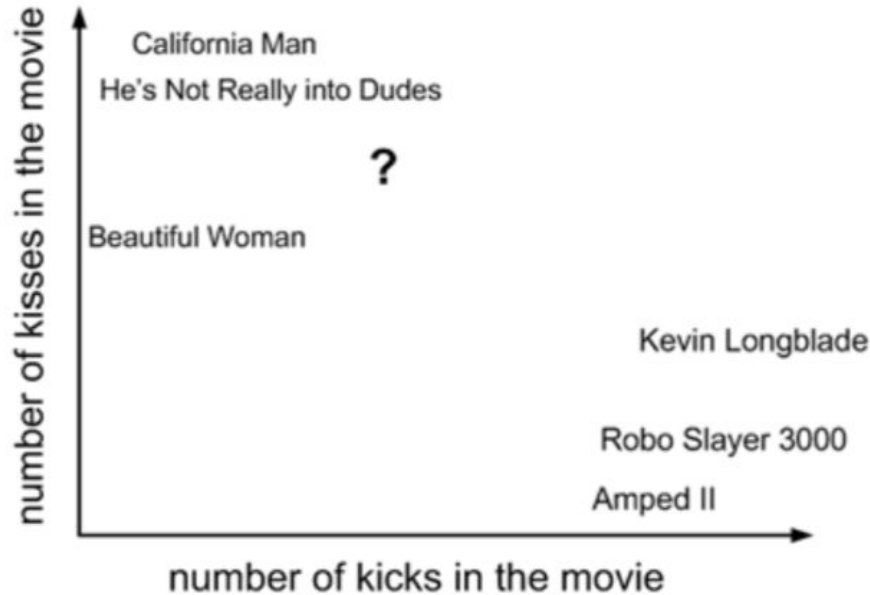 number of kisses in the movie
California Man
He's Not Really into Dudes
?
Beautiful Woman
Kevin Longblade
Robo Slayer 3000
Amped II
number of kicks in the movie